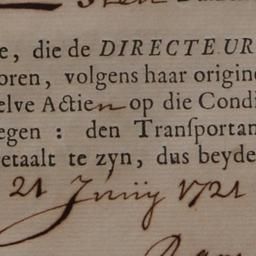 e, die de DIRECTEUR
oren, volgens haar origine
elve Actien op die Condi
egen : den Tranſportan
etaalt te zyn, dus beyde
21 Junij 1721